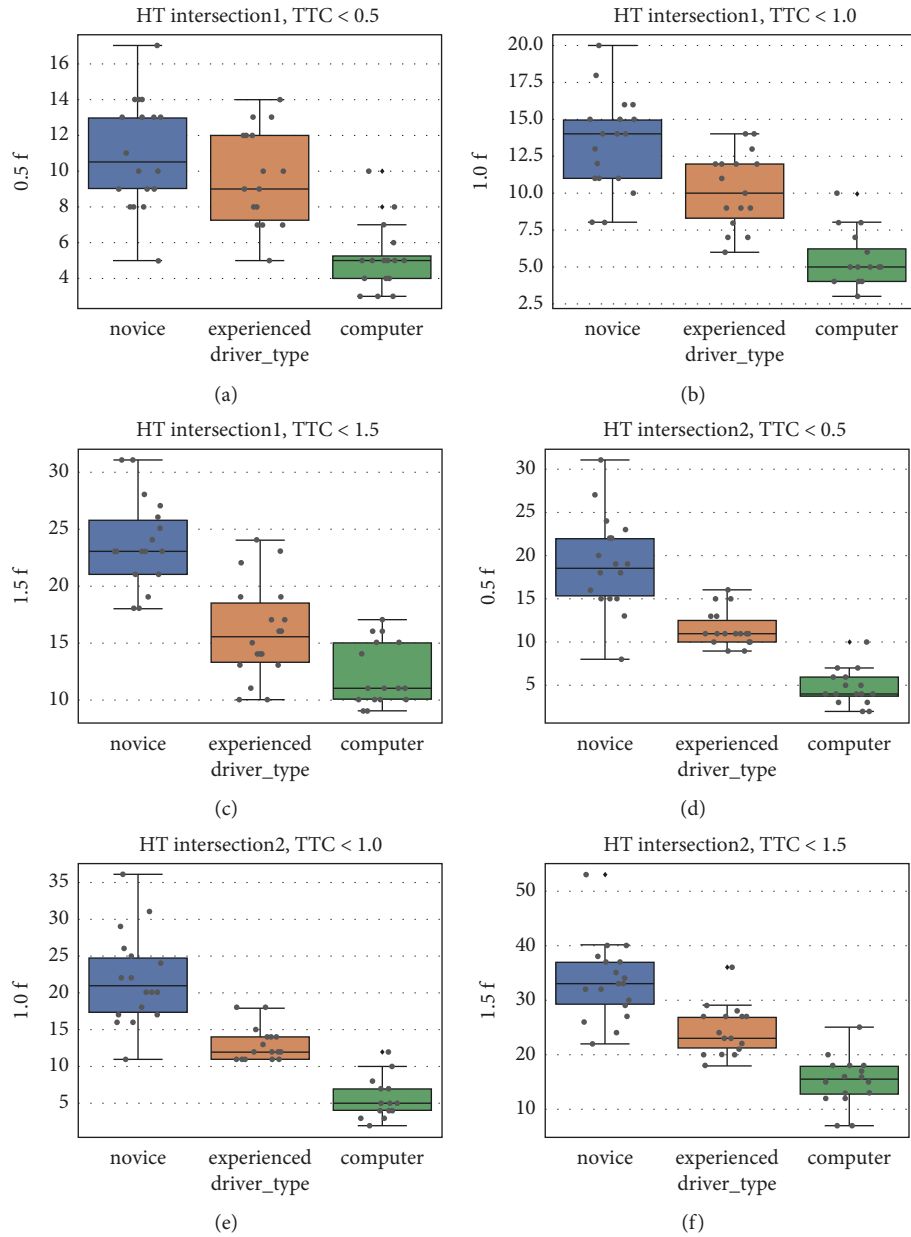 HT intersection1, TTC < 0.5
16
14
12
10
8
6
4
0.5 f
novice experienced computer
driver_type
(a)
HT intersection1, TTC < 1.0
20.0
17.5
15.0
12.5
10.0
7.5
5.0
2.5
1.0 f
novice experienced computer
driver_type
(b)
HT intersection1, TTC < 1.5
30
25
20
15
10
1.5 f
novice experienced computer
driver_type
(c)
HT intersection2, TTC < 0.5
30
25
20
15
10
5
0.5 f
novice experienced computer
driver_type
(d)
HT intersection2, TTC < 1.0
35
30
25
20
15
10
5
1.0 f
novice experienced computer
driver_type
(e)
HT intersection2, TTC < 1.5
50
40
30
20
10
1.5 f
novice experienced computer
driver_type
(f)